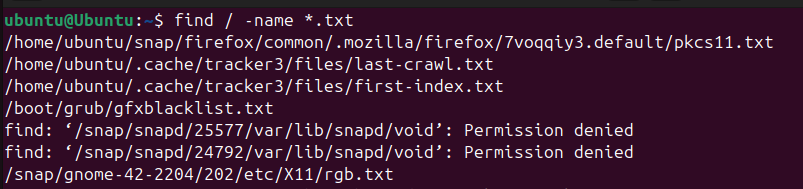 ubuntu@Ubuntu:~$ find / -name *.txt
/home/ubuntu/snap/firefox/common/.mozilla/firefox/7voqqiy3.default/pkcs11.txt
/home/ubuntu/.cache/tracker3/files/last-crawl.txt
/home/ubuntu/.cache/tracker3/files/first-index.txt
/boot/grub/gfxblacklist.txt
find: ‘/snap/snapd/25577/var/lib/snapd/void’: Permission denied
find: ‘/snap/snapd/24792/var/lib/snapd/void’: Permission denied
/snap/gnome-42-2204/202/etc/X11/rgb.txt